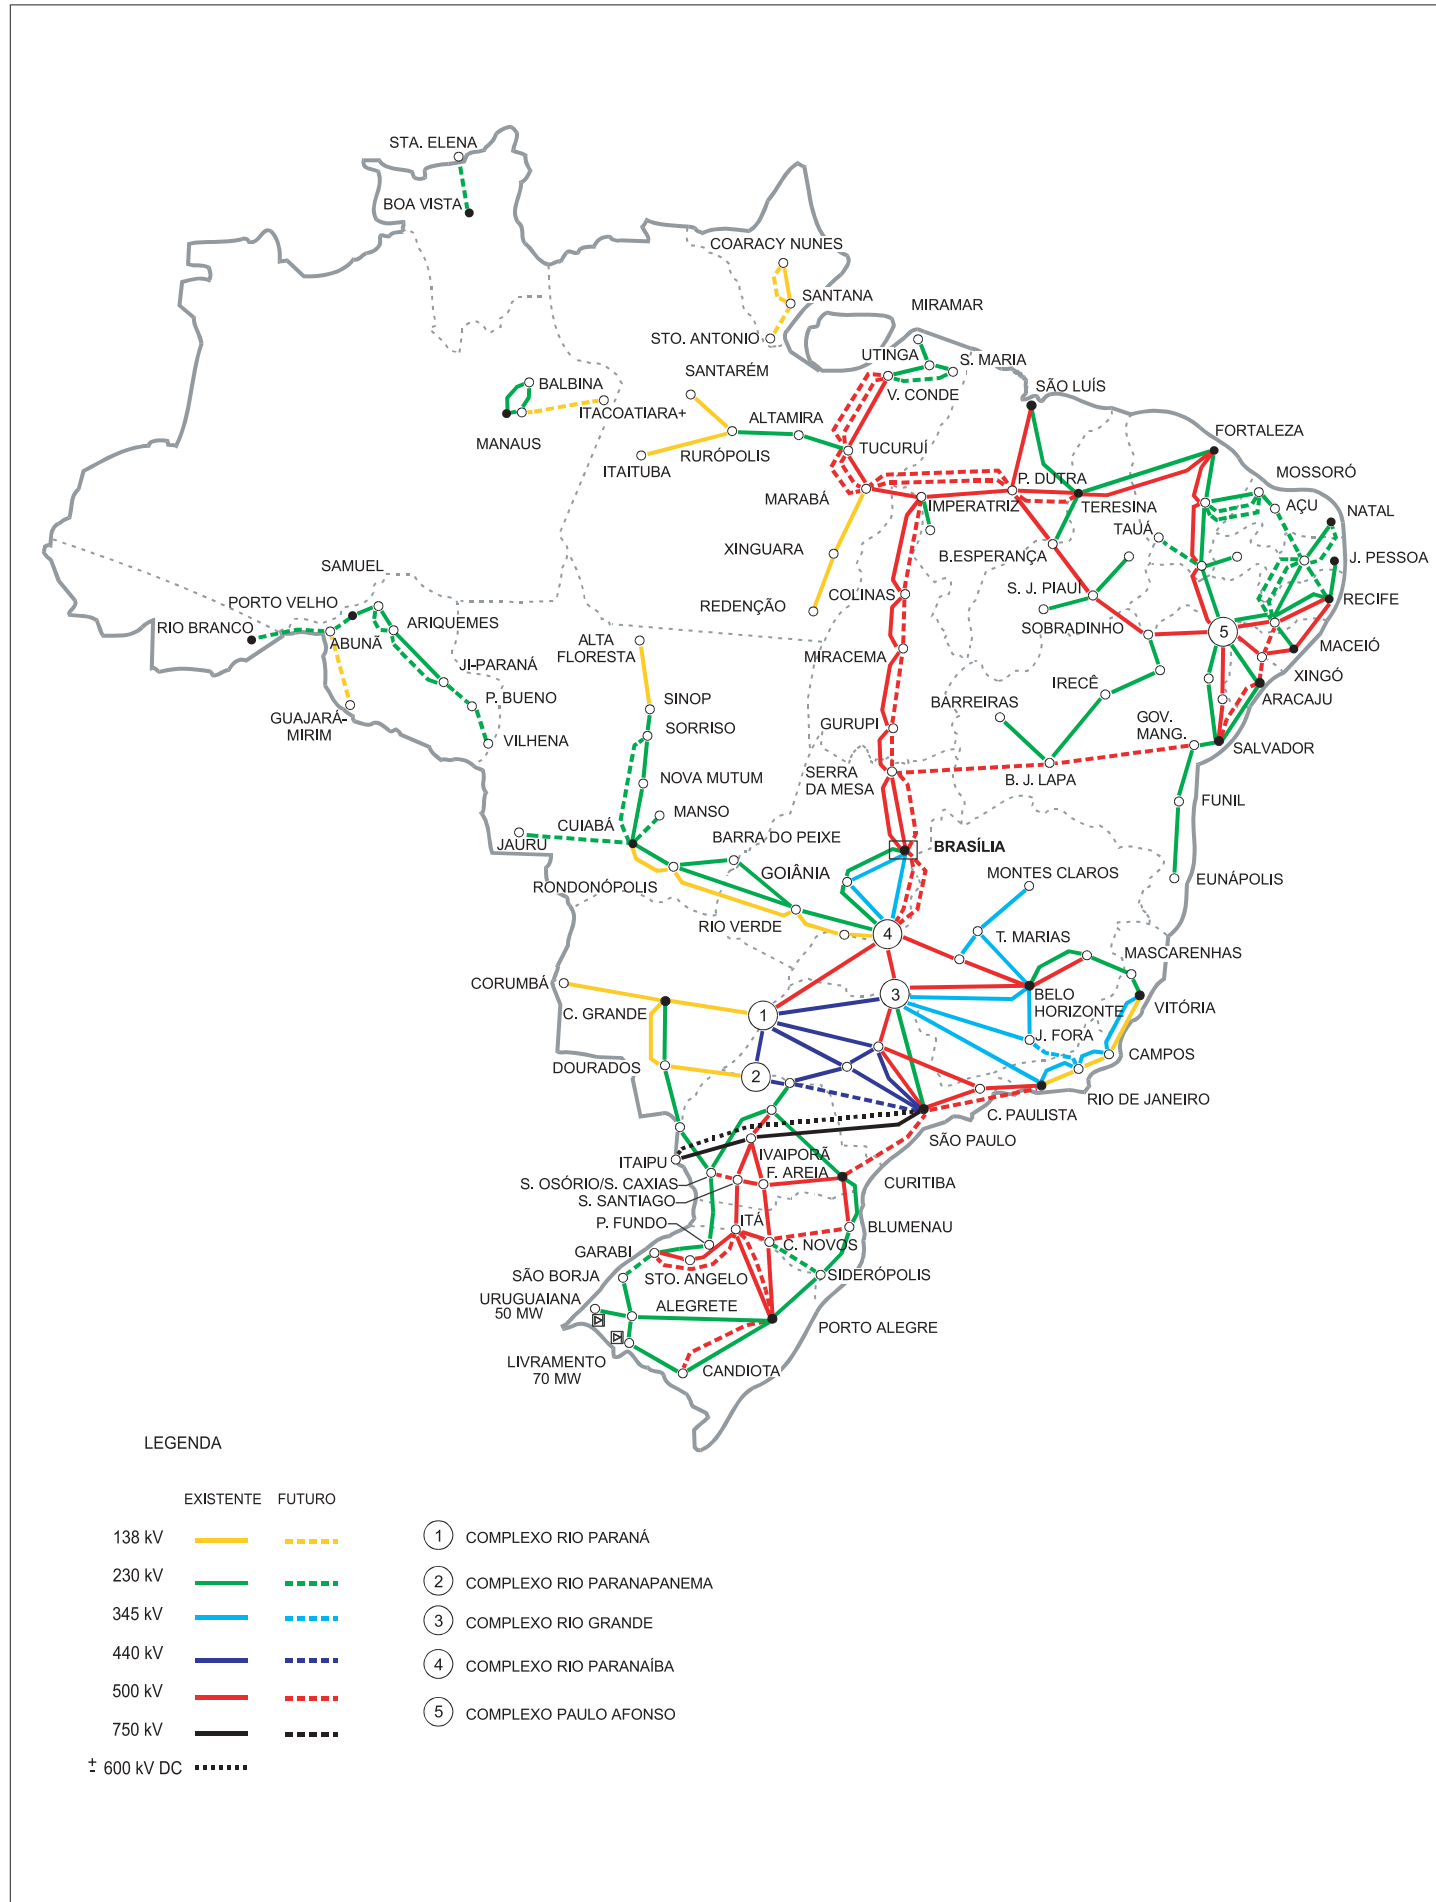 STA. ELENA
BOA VISTA
COARACY NUNES
SANTANA
MIRAMAR
STO. ANTONIO
UTINGA
S. MARIA
SANTARÉM
BALBINA
SÃO LUÍS
V. CONDE
ITACOATIARA+
ALTAMIRA
MANAUS
FORTALEZA
TUCURUÍ
RURÓPOLIS
ITAITUBA
MOSSORÓ
P. DUTRA
MARABÁ
AÇU
IMPERATRIZ
TERESINA
NATAL
TAUÁ
XINGUARA
B.ESPERANÇA
J. PESSOA
SAMUEL
S. J. PIAUÍ
COLINAS
RECIFE
PORTO VELHO
REDENÇÃO
RIO BRANCO
ARIQUEMES
SOBRADINHO
5
ABUNÃ
ALTA
FLORESTA
MACEIÓ
MIRACEMA
JI-PARANÁ
XINGÓ
IRECÊ
P. BUENO
SINOP
ARACAJU
BARREIRAS
GUAJARÁ-
MIRIM
GOV.
MANG.
GURUPI
SORRISO
VILHENA
SALVADOR
SERRA
DA MESA
NOVA MUTUM
B. J. LAPA
FUNIL
MANSO
CUIABÁ
BARRA DO PEIXE
JAURU
BRASÍLIA
GOIÂNIA
MONTES CLAROS
EUNÁPOLIS
RONDONÓPOLIS
RIO VERDE
4
T. MARIAS
MASCARENHAS
CORUMBÁ
3
BELO
HORIZONTE
VITÓRIA
C. GRANDE
1
J. FORA
CAMPOS
DOURADOS
2
RIO DE JANEIRO
C. PAULISTA
SÃO PAULO
ITAIPU
IVAIPORÃ
F. AREIA
S. OSÓRIO/S. CAXIAS
CURITIBA
S. SANTIAGO
P. FUNDO
ITÁ
BLUMENAU
GARABI
C. NOVOS
SÃO BORJA
STO. ANGELO
SIDERÓPOLIS
URUGUAIANA
50 MW
ALEGRETE
PORTO ALEGRE
LIVRAMENTO
70 MW
CANDIOTA
LEGENDA
EXISTENTE FUTURO
138 kV
230 kV
345 kV
440 kV
500 kV
750 kV
± 600 kV DC
1 COMPLEXO RIO PARANÁ
2 COMPLEXO RIO PARANAPANEMA
3 COMPLEXO RIO GRANDE
4 COMPLEXO RIO PARANAÍBA
5 COMPLEXO PAULO AFONSO